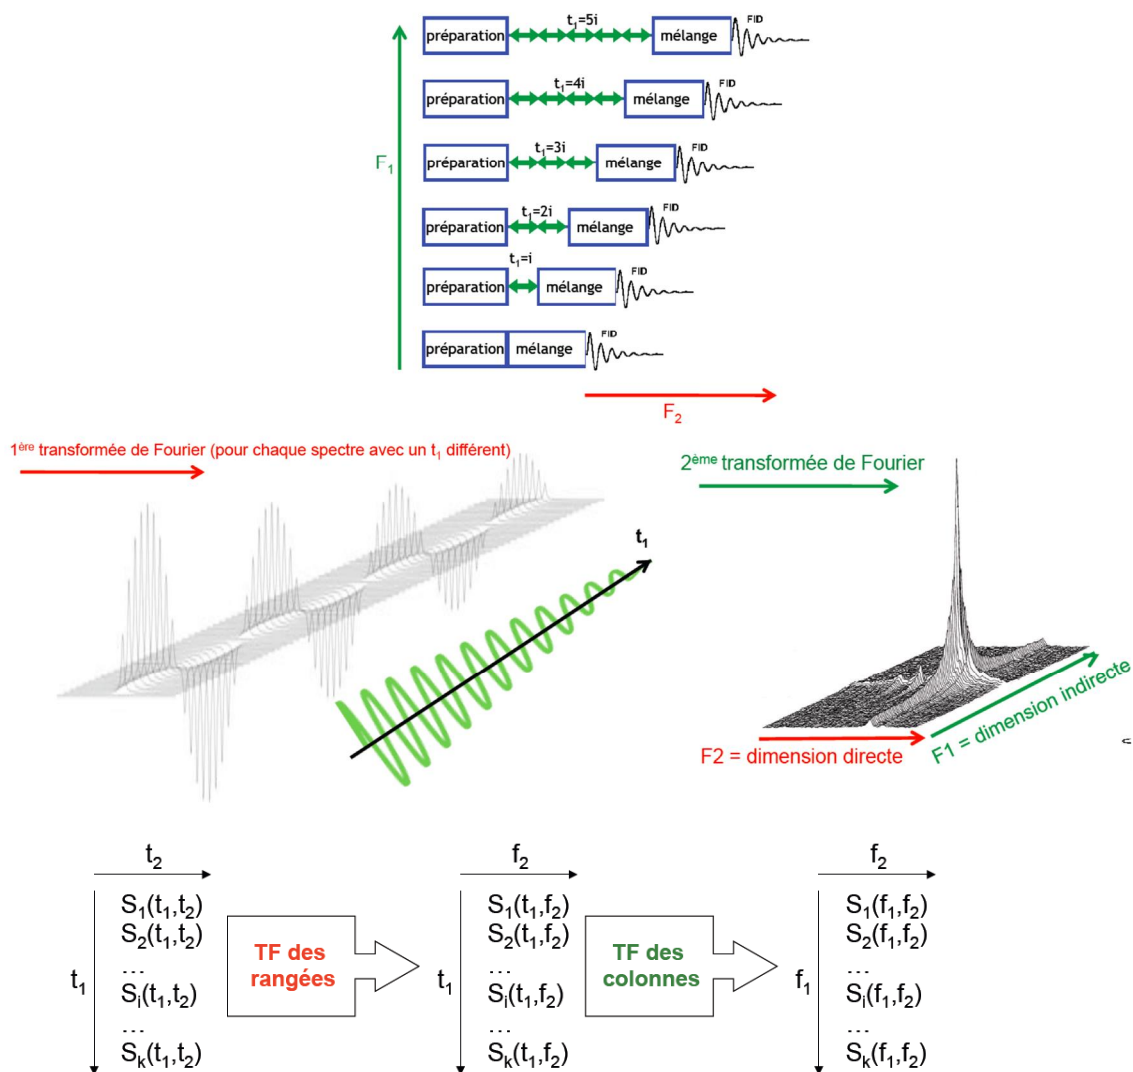 t₁=5i
FID
préparation
mélange
t₁=4i
FID
préparation
mélange
t₁=3i
FID
préparation
mélange
F₁
t₁=2i
FID
préparation
mélange
t₁=i
FID
préparation
mélange
FID
préparation
mélange
F₂
1ère transformée de Fourier (pour chaque spectre avec un t₁ différent)
2ème transformée de Fourier
t₁
F2 = dimension directe
F1 = dimension indirecte
t₂
t₁
S₁(t₁,t₂)
S₂(t₁,t₂)
...
Sᵢ(t₁,t₂)
...
Sₖ(t₁,t₂)
TF des
rangées
f₂
t₁
S₁(t₁,f₂)
S₂(t₁,f₂)
...
Sᵢ(t₁,f₂)
...
Sₖ(t₁,f₂)
TF des
colonnes
f₂
f₁
S₁(f₁,f₂)
S₂(f₁,f₂)
...
Sᵢ(f₁,f₂)
...
Sₖ(f₁,f₂)